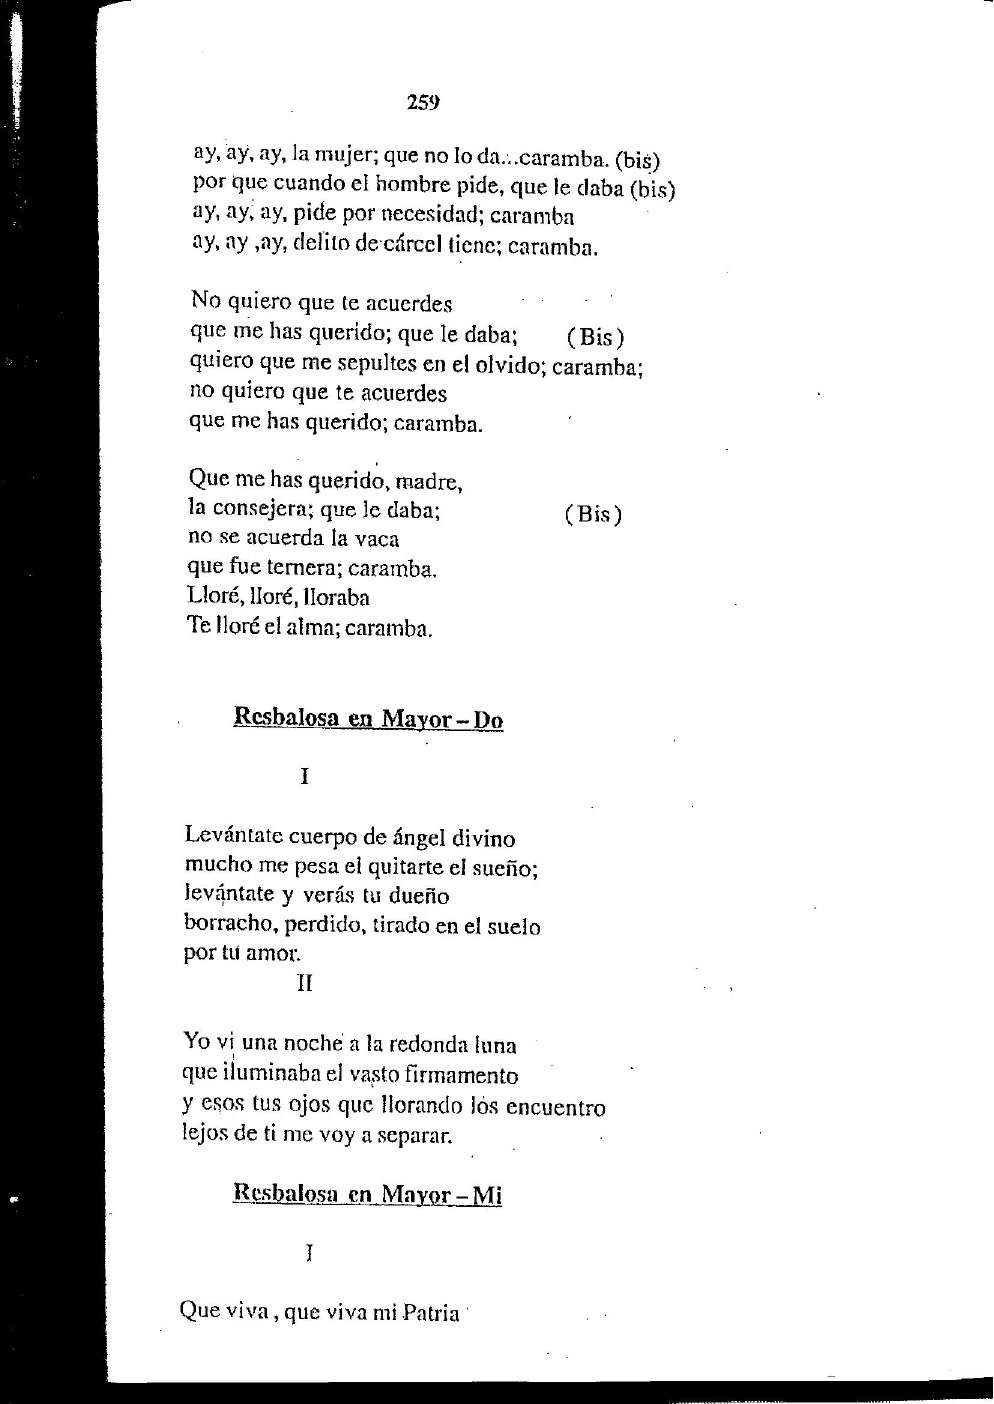 259
ay, ay, ay, la mujer; que no lo da...caramba. (bis)
por que cuando el hombre pide, que le daba (bis)
ay, ay, ay, pide por necesidad; caramba
ay, ay ,ay, delito de cárcel tiene; caramba.
No quiero que te acuerdes
que me has querido; que le daba; (Bis)
quiero que me sepultes en el olvido; caramba;
no quiero que te acuerdes
que me has querido; caramba.
Que me has querido, madre,
la consejera; que le daba; (Bis)
no se acuerda la vaca
que fue ternera; caramba.
Lloré, lloré, lloraba
Te lloré el alma; caramba.
Resbalosa en Mayor – Do
I
Levántate cuerpo de ángel divino
mucho me pesa el quitarte el sueño;
levántate y verás tu dueño
borracho, perdido, tirado en el suelo
por tu amor.
II
Yo vi una noche a la redonda luna
que iluminaba el vasto firmamento
y esos tus ojos que llorando los encuentro
lejos de ti me voy a separar.
Resbalosa en Mayor – Mi
I
Que viva , que viva mi Patria